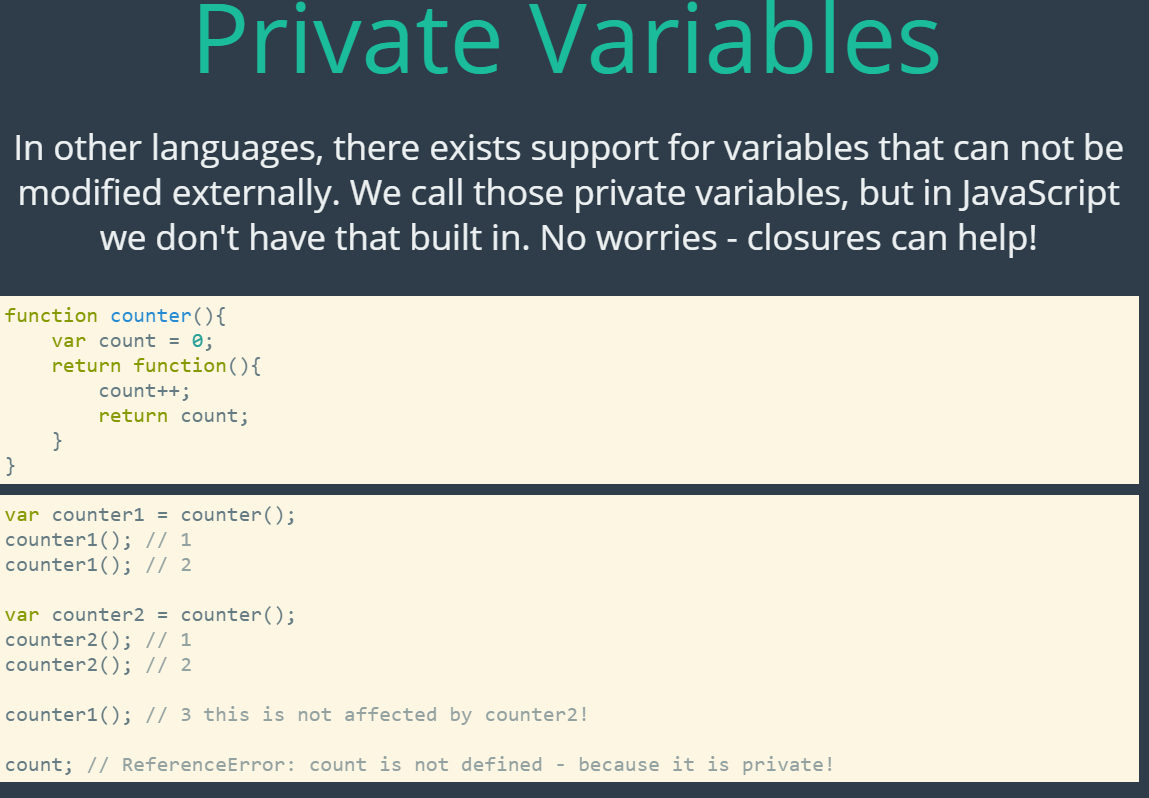 Private Variables
In other languages, there exists support for variables that can not be
modified externally. We call those private variables, but in JavaScript
we don't have that built in. No worries - closures can help!
function counter(){
    var count = 0;
    return function(){
        count++;
        return count;
    }
}
var counter1 = counter();
counter1(); // 1
counter1(); // 2
var counter2 = counter();
counter2(); // 1
counter2(); // 2
counter1(); // 3 this is not affected by counter2!
count; // ReferenceError: count is not defined - because it is private!